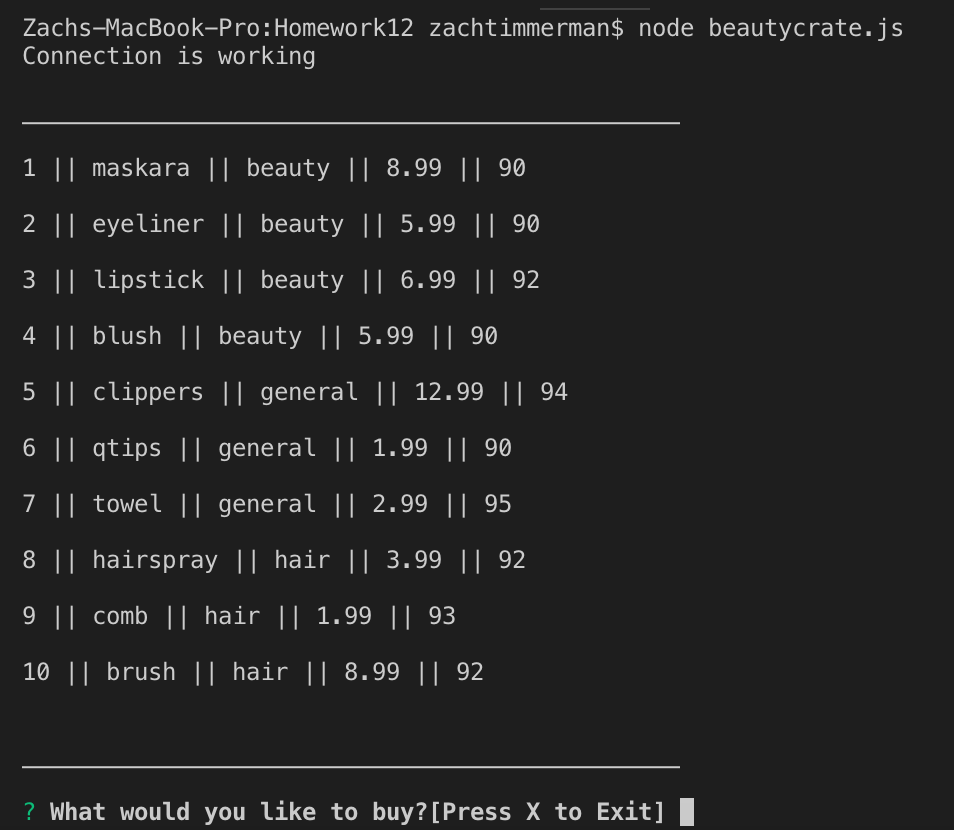 Zachs-MacBook-Pro:Homework12 zachtimmerman$ node beautycrate.js
Connection is working
1 || maskara || beauty || 8.99 || 90
2 || eyeliner || beauty || 5.99 || 90
3 || lipstick || beauty || 6.99 || 92
4 || blush || beauty || 5.99 || 90
5 || clippers || general || 12.99 || 94
6 || qtips || general || 1.99 || 90
7 || towel || general || 2.99 || 95
8 || hairspray || hair || 3.99 || 92
9 || comb || hair || 1.99 || 93
10 || brush || hair || 8.99 || 92
? What would you like to buy?[Press X to Exit]